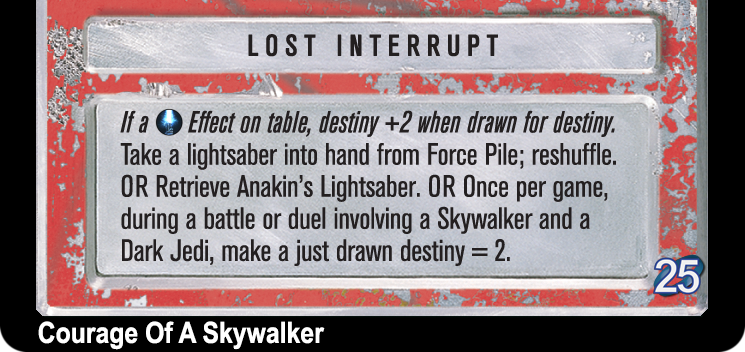 LOST INTERRUPT
If a Effect on table, destiny +2 when drawn for destiny.
Take a lightsaber into hand from Force Pile; reshuffle.
OR Retrieve Anakin's Lightsaber. OR Once per game,
during a battle or duel involving a Skywalker and a
Dark Jedi, make a just drawn destiny = 2.
25
Courage Of A Skywalker